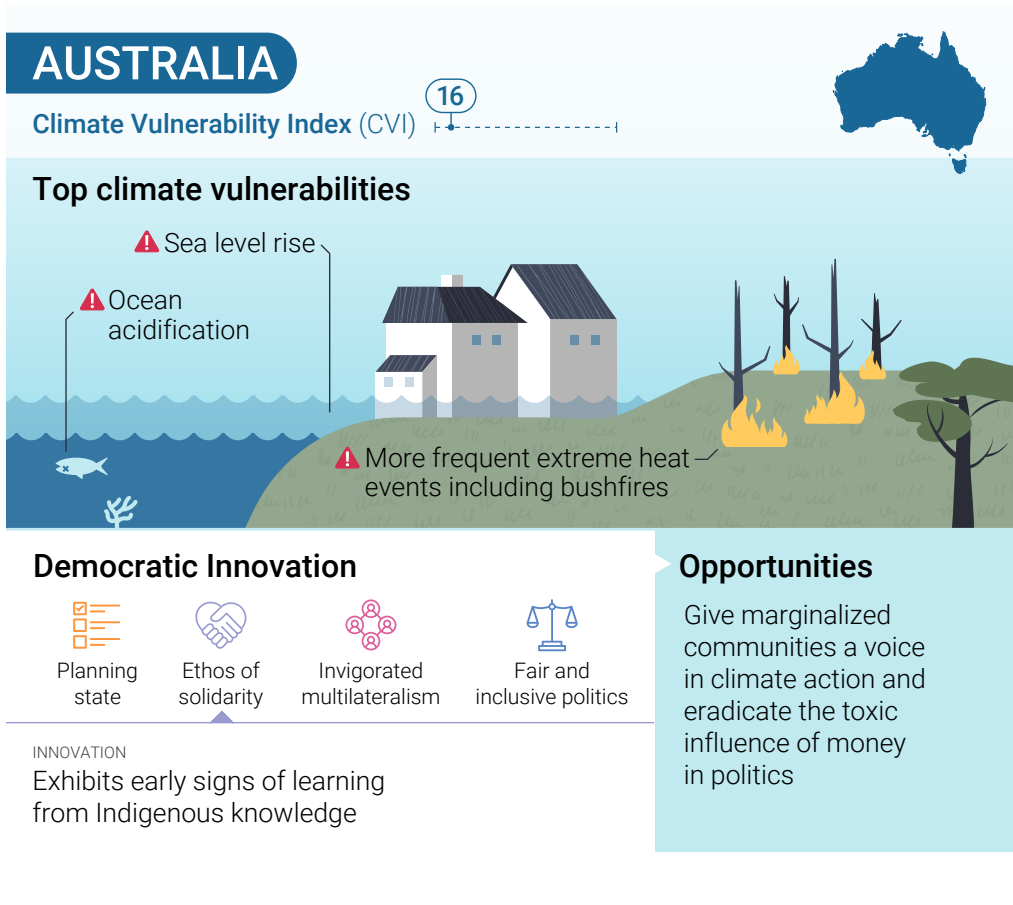 AUSTRALIA
Climate Vulnerability Index (CVI)
16
Top climate vulnerabilities
Sea level rise
Ocean
acidification
More frequent extreme heat
events including bushfires
Democratic Innovation
Planning
state
Ethos of
solidarity
Invigorated
multilateralism
Fair and
inclusive politics
INNOVATION
Exhibits early signs of learning
from Indigenous knowledge
Opportunities
Give marginalized
communities a voice
in climate action and
eradicate the toxic
influence of money
in politics